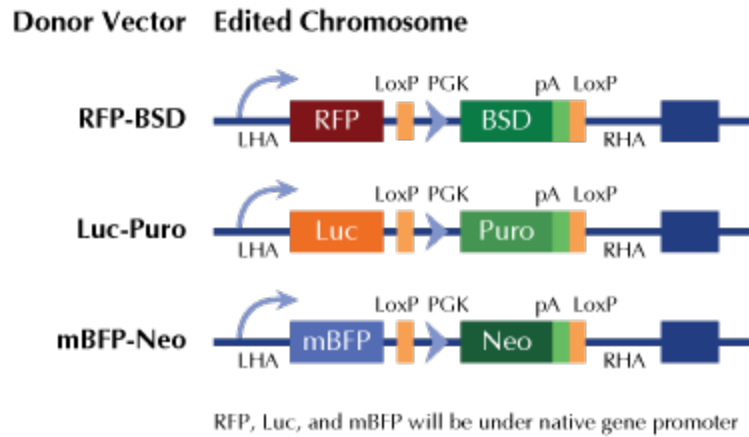 Donor Vector Edited Chromosome
LoxP PGK pA LoxP
RFP-BSD RFP BSD
LHA RHA
LoxP PGK pA LoxP
Luc-Puro Luc Puro
LHA RHA
LoxP PGK pA LoxP
mBFP-Neo mBFP Neo
LHA RHA
RFP, Luc, and mBFP will be under native gene promoter